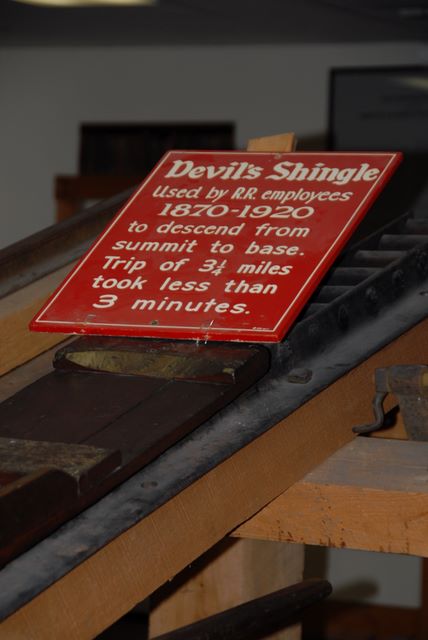 Devil's Shingle
Used by R.R. employees
1870-1920
to descend from
summit to base.
Trip of 3¼ miles
took less than
3 minutes.